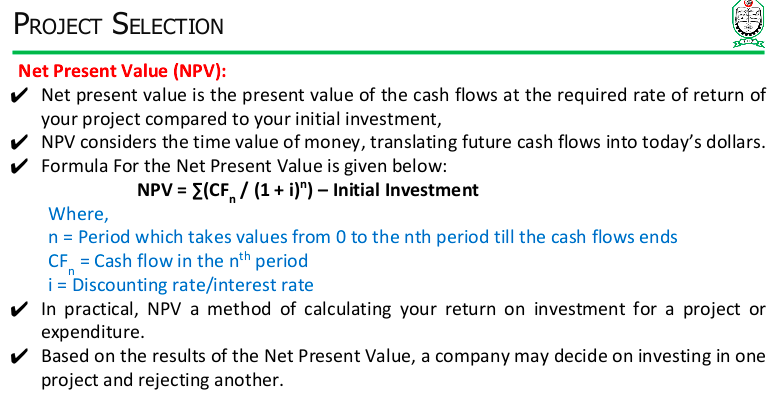 PROJECT SELECTION
Net Present Value (NPV):
✔ Net present value is the present value of the cash flows at the required rate of return of
your project compared to your initial investment,
✔ NPV considers the time value of money, translating future cash flows into today’s dollars.
✔ Formula For the Net Present Value is given below:
NPV = ∑(CFn / (1 + i)ⁿ) – Initial Investment
Where,
n = Period which takes values from 0 to the nth period till the cash flows ends
CFn = Cash flow in the nth period
i = Discounting rate/interest rate
✔ In practical, NPV a method of calculating your return on investment for a project or
expenditure.
✔ Based on the results of the Net Present Value, a company may decide on investing in one
project and rejecting another.